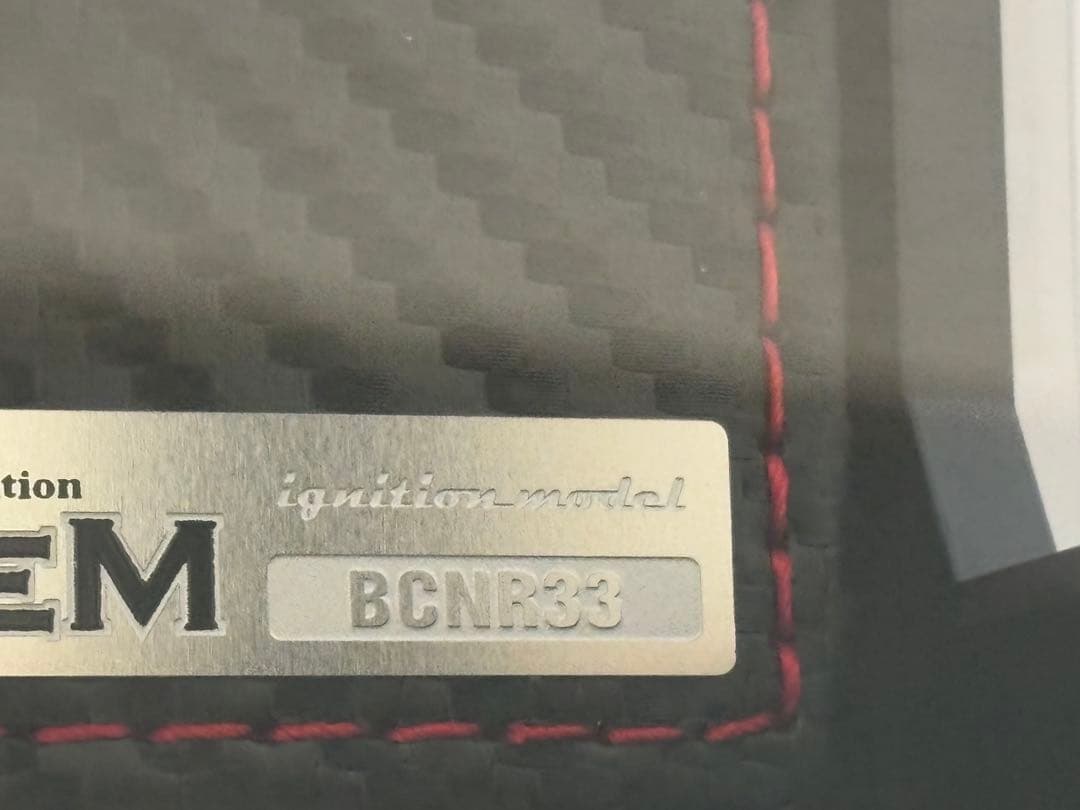 tion
ignition model
EM
BCNR33